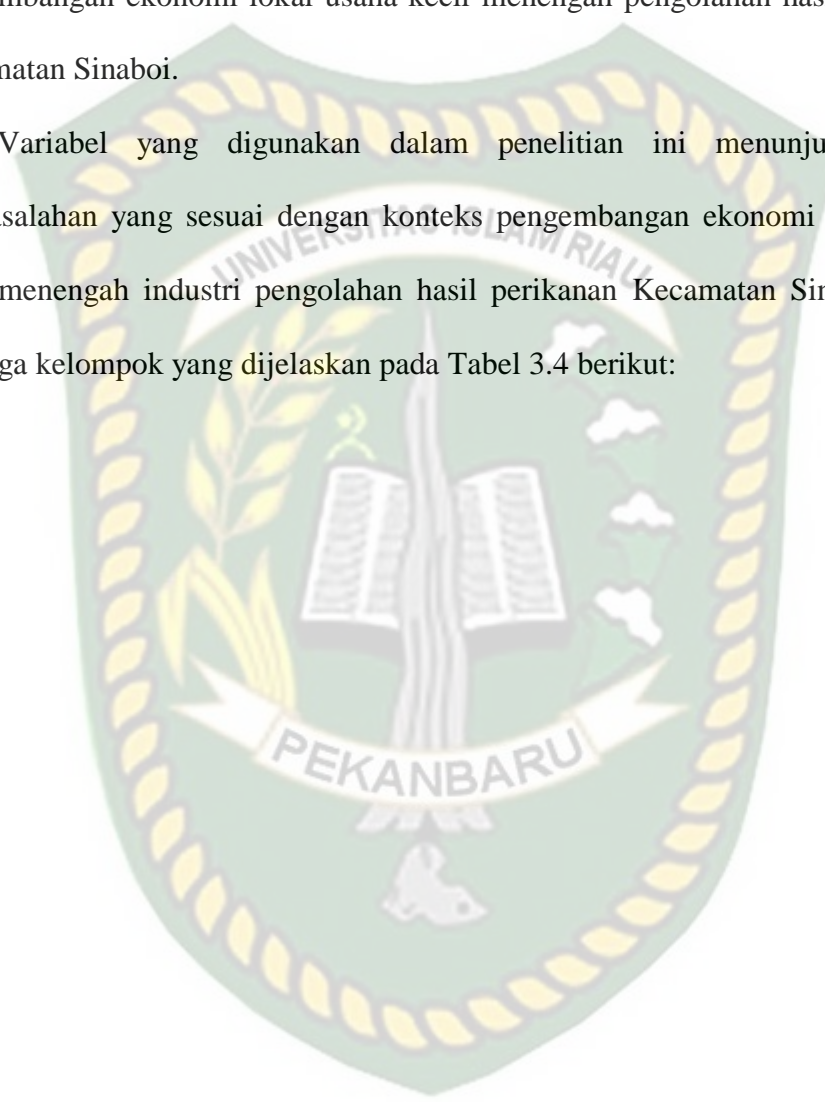 mbangan ekonomi lokal usaha kecil menengah pengolahan has
matan Sinaboi.
Variabel yang digunakan dalam penelitian ini menunju
asalahan yang sesuai dengan konteks pengembangan ekonomi
menengah industri pengolahan hasil perikanan Kecamatan Sin
ga kelompok yang dijelaskan pada Tabel 3.4 berikut:
UNIVERSITAS ISLAM RIAU
PEKANBARU